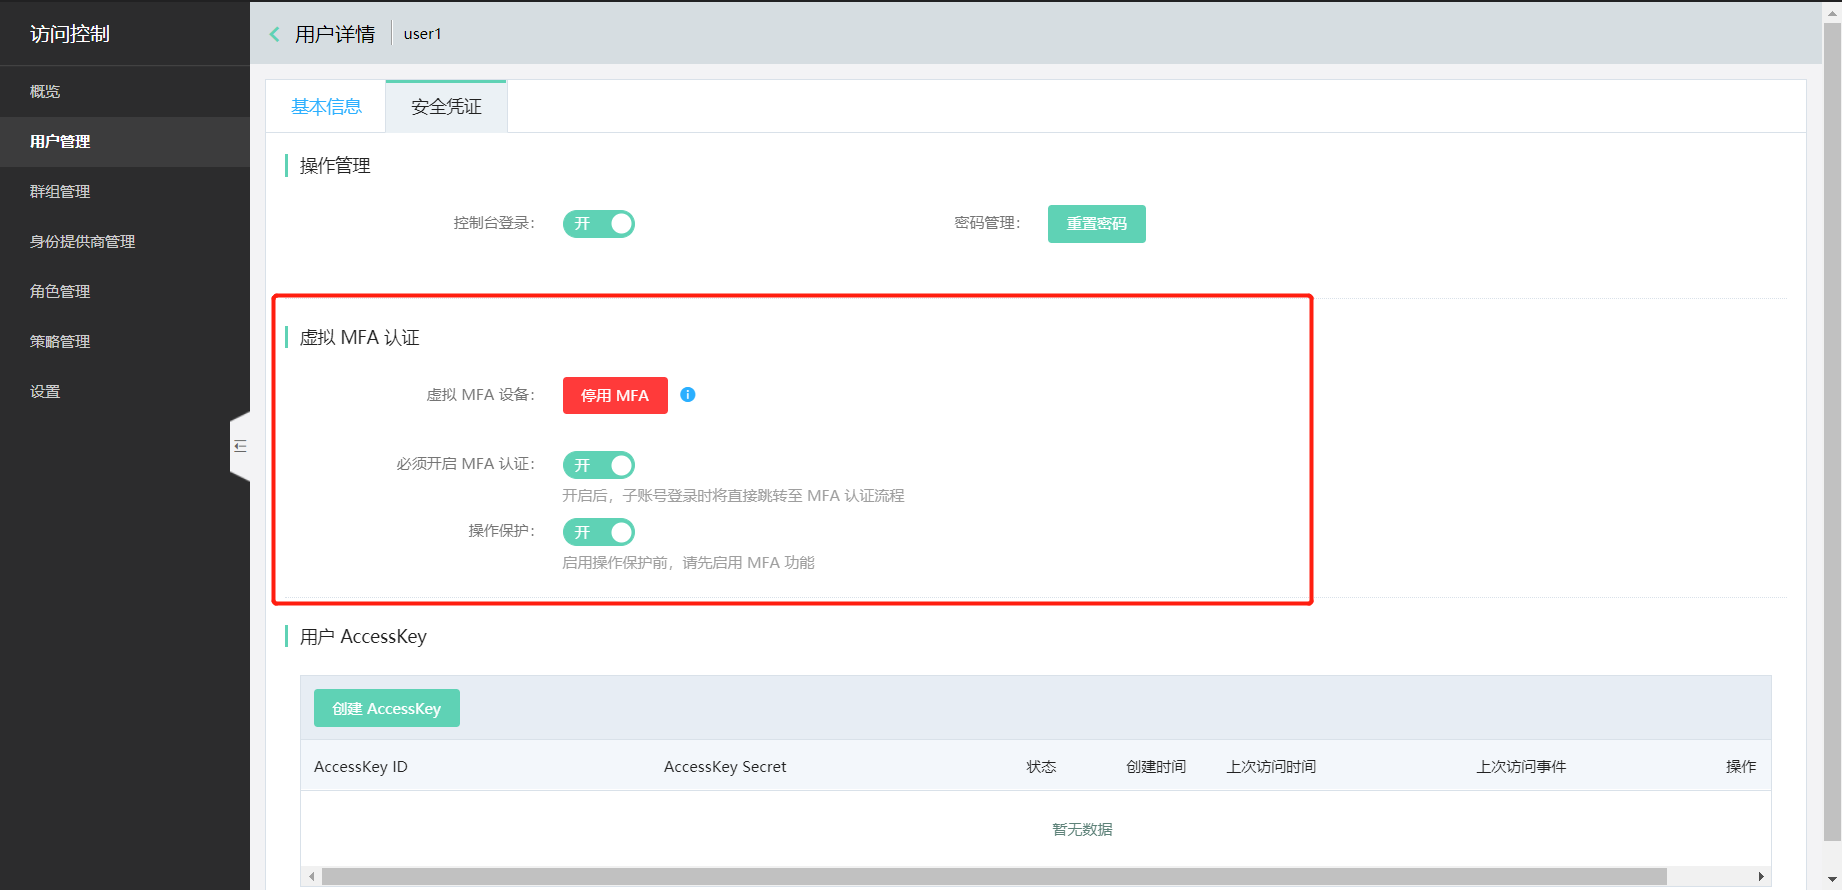 访问控制
概览
用户管理
群组管理
身份提供商管理
角色管理
策略管理
设置
用户详情 user1
基本信息 安全凭证
操作管理
控制台登录： 开 密码管理： 重置密码
虚拟 MFA 认证
虚拟 MFA 设备： 停用 MFA
必须开启 MFA 认证： 开
开启后，子账号登录时将直接跳转至 MFA 认证流程
操作保护： 开
启用操作保护前，请先启用 MFA 功能
用户 AccessKey
创建 AccessKey
AccessKey ID AccessKey Secret 状态 创建时间 上次访问时间 上次访问事件 操作
暂无数据